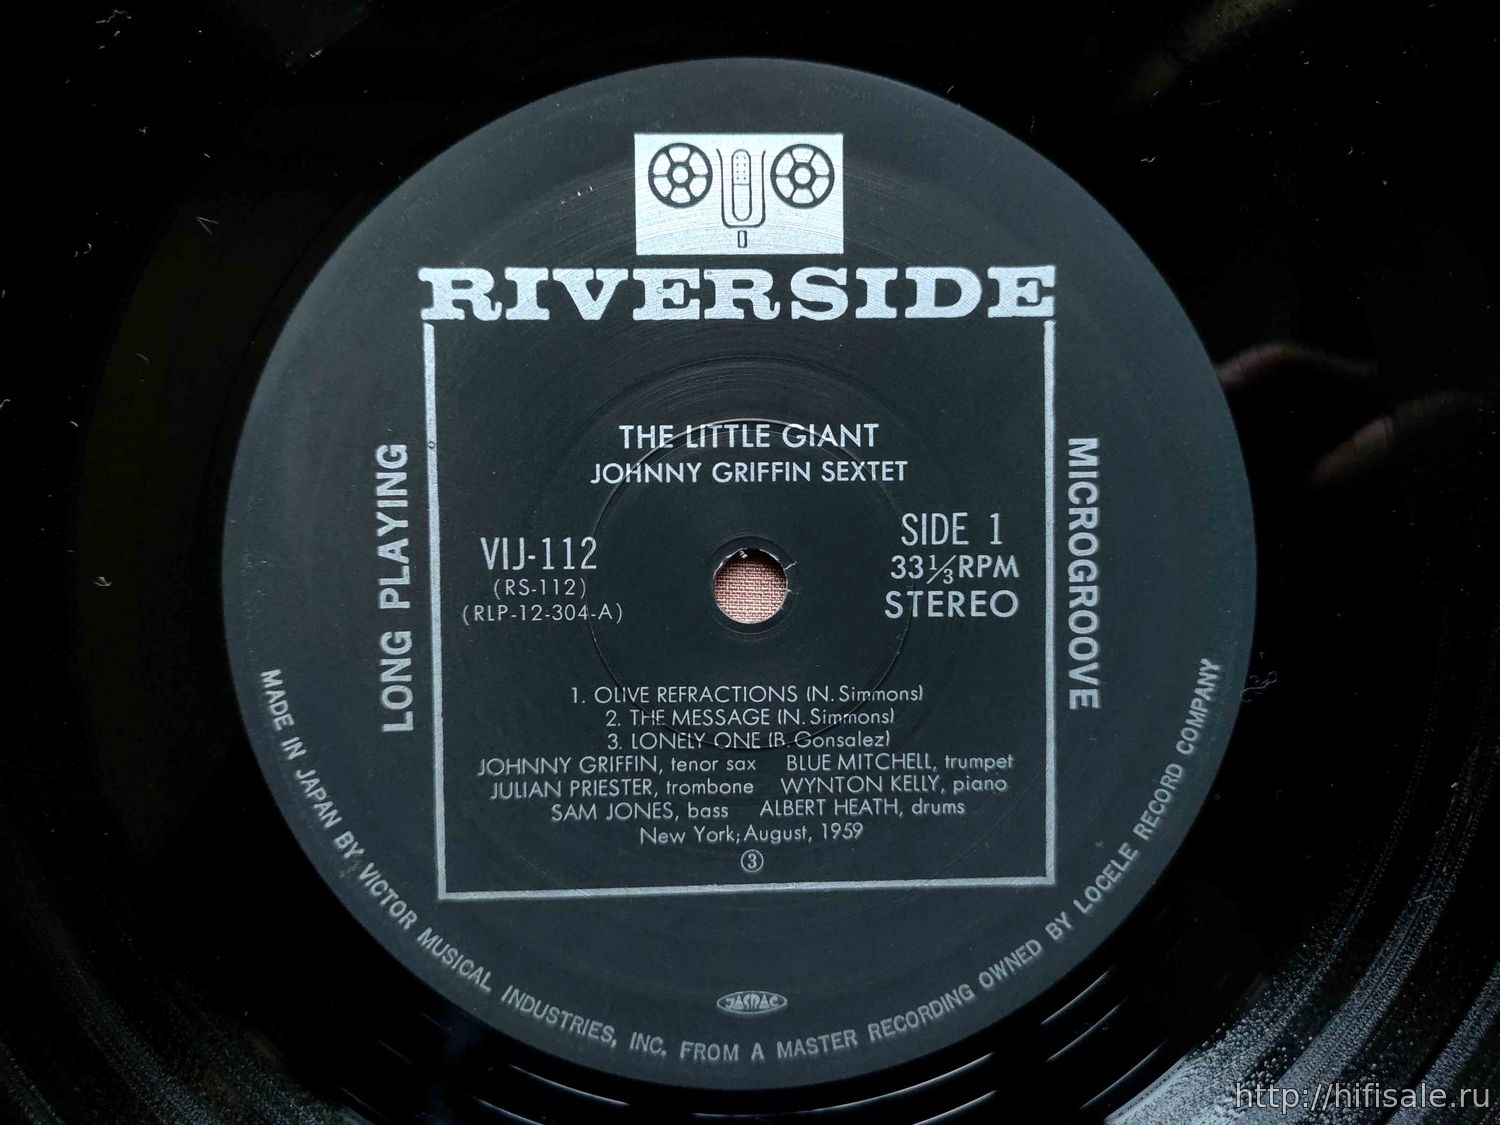 RIVERSIDE
THE LITTLE GIANT
JOHNNY GRIFFIN SEXTET
VIJ-112
(RS-112)
(RLP-12-304-A)
SIDE 1
33⅓RPM
STEREO
LONG PLAYING
MICROGROOVE
1. OLIVE REFRACTIONS (N. Simmons)
2. THE MESSAGE (N. Simmons)
3. LONELY ONE (B. Gonsalez)
JOHNNY GRIFFIN, tenor sax BLUE MITCHELL, trumpet
JULIAN PRIESTER, trombone WYNTON KELLY, piano
SAM JONES, bass ALBERT HEATH, drums
New York; August, 1959
③
JASRAC
MADE IN JAPAN BY VICTOR MUSICAL INDUSTRIES, INC. FROM A MASTER RECORDING OWNED BY LOCELE RECORD COMPANY
http://hifisale.ru